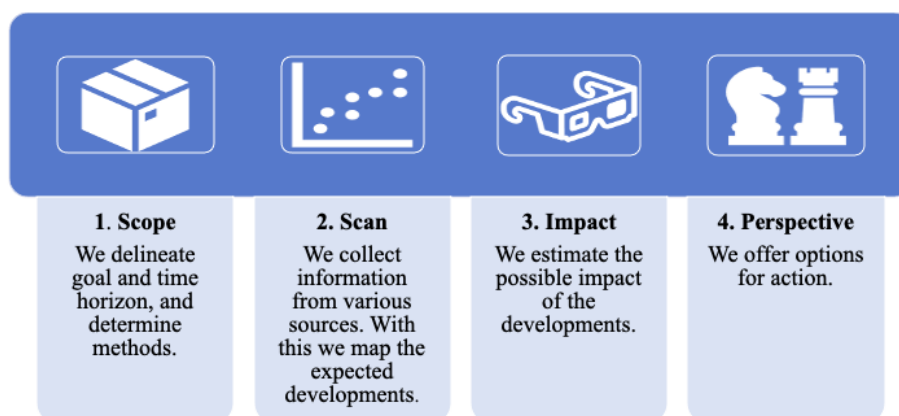 1. Scope
We delineate
goal and time
horizon, and
determine
methods.
2. Scan
We collect
information
from various
sources. With
this we map the
expected
developments.
3. Impact
We estimate the
possible impact
of the
developments.
4. Perspective
We offer options
for action.